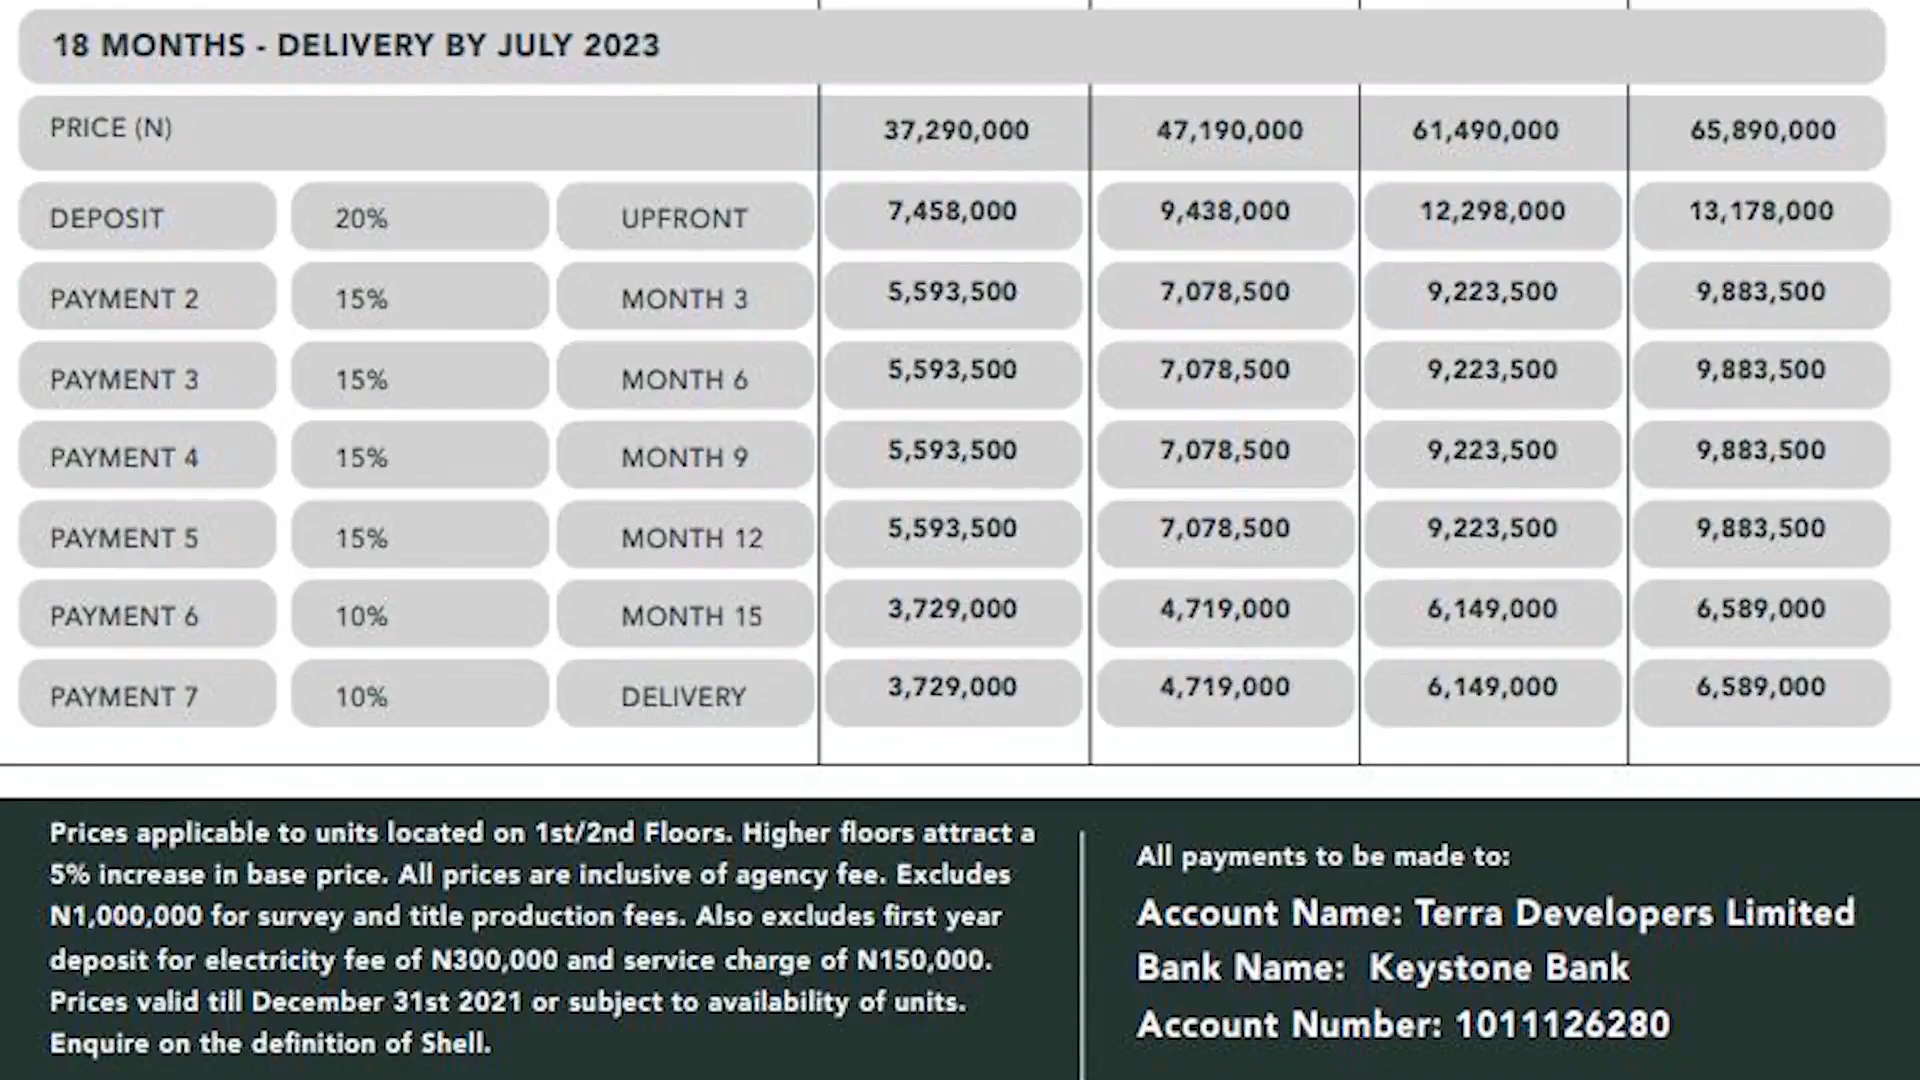 18 MONTHS - DELIVERY BY JULY 2023
PRICE (N) 37,290,000 47,190,000 61,490,000 65,890,000
DEPOSIT 20% UPFRONT 7,458,000 9,438,000 12,298,000 13,178,000
PAYMENT 2 15% MONTH 3 5,593,500 7,078,500 9,223,500 9,883,500
PAYMENT 3 15% MONTH 6 5,593,500 7,078,500 9,223,500 9,883,500
PAYMENT 4 15% MONTH 9 5,593,500 7,078,500 9,223,500 9,883,500
PAYMENT 5 15% MONTH 12 5,593,500 7,078,500 9,223,500 9,883,500
PAYMENT 6 10% MONTH 15 3,729,000 4,719,000 6,149,000 6,589,000
PAYMENT 7 10% DELIVERY 3,729,000 4,719,000 6,149,000 6,589,000
Prices applicable to units located on 1st/2nd Floors. Higher floors attract a
5% increase in base price. All prices are inclusive of agency fee. Excludes
N1,000,000 for survey and title production fees. Also excludes first year
deposit for electricity fee of N300,000 and service charge of N150,000.
Prices valid till December 31st 2021 or subject to availability of units.
Enquire on the definition of Shell.
All payments to be made to:
Account Name: Terra Developers Limited
Bank Name: Keystone Bank
Account Number: 1011126280